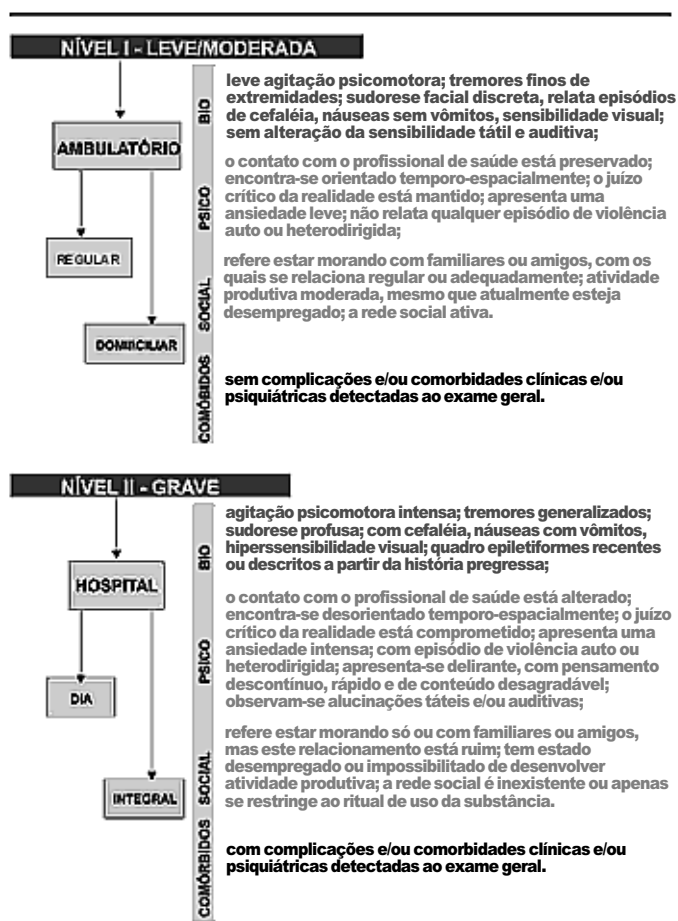 NÍVEL I - LEVE/MODERADA
AMBULATÓRIO
REGULAR
DOMICILIAR
BIO
leve agitação psicomotora; tremores finos de
extremidades; sudorese facial discreta, relata episódios
de cefaléia, náuseas sem vômitos, sensibilidade visual;
sem alteração da sensibilidade tátil e auditiva;
PSICO
o contato com o profissional de saúde está preservado;
encontra-se orientado temporo-espacialmente; o juízo
crítico da realidade está mantido; apresenta uma
ansiedade leve; não relata qualquer episódio de violência
auto ou heterodirigida;
SOCIAL
refere estar morando com familiares ou amigos, com os
quais se relaciona regular ou adequadamente; atividade
produtiva moderada, mesmo que atualmente esteja
desempregado; a rede social ativa.
COMÓBIDOS
sem complicações e/ou comorbidades clínicas e/ou
psiquiátricas detectadas ao exame geral.
NÍVEL II - GRAVE
HOSPITAL
DIA
INTEGRAL
BIO
agitação psicomotora intensa; tremores generalizados;
sudorese profusa; com cefaléia, náuseas com vômitos,
hiperssensibilidade visual; quadro epiletiformes recentes
ou descritos a partir da história pregressa;
PSICO
o contato com o profissional de saúde está alterado;
encontra-se desorientado temporo-espacialmente; o juízo
crítico da realidade está comprometido; apresenta uma
ansiedade intensa; com episódio de violência auto ou
heterodirigida; apresenta-se delirante, com pensamento
descontínuo, rápido e de conteúdo desagradável;
observam-se alucinações táteis e/ou auditivas;
SOCIAL
refere estar morando só ou com familiares ou amigos,
mas este relacionamento está ruim; tem estado
desempregado ou impossibilitado de desenvolver
atividade produtiva; a rede social é inexistente ou apenas
se restringe ao ritual de uso da substância.
COMÓRBIDOS
com complicações e/ou comorbidades clínicas e/ou
psiquiátricas detectadas ao exame geral.